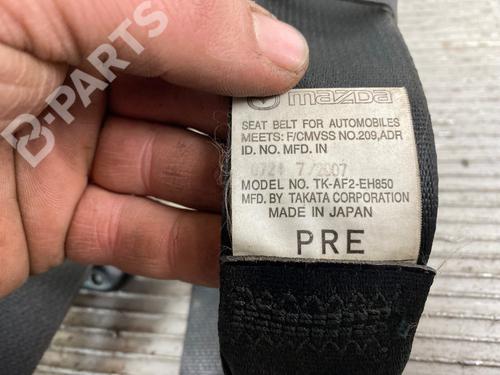 B-PARTS
mazda
SEAT BELT FOR AUTOMOBILES
MEETS: F/CMVSS NO.209,ADR
ID. NO. MFD. IN
0721 7/2007
MODEL NO. TK-AF2-EH850
MFD. BY TAKATA CORPORATION
MADE IN JAPAN
PRE